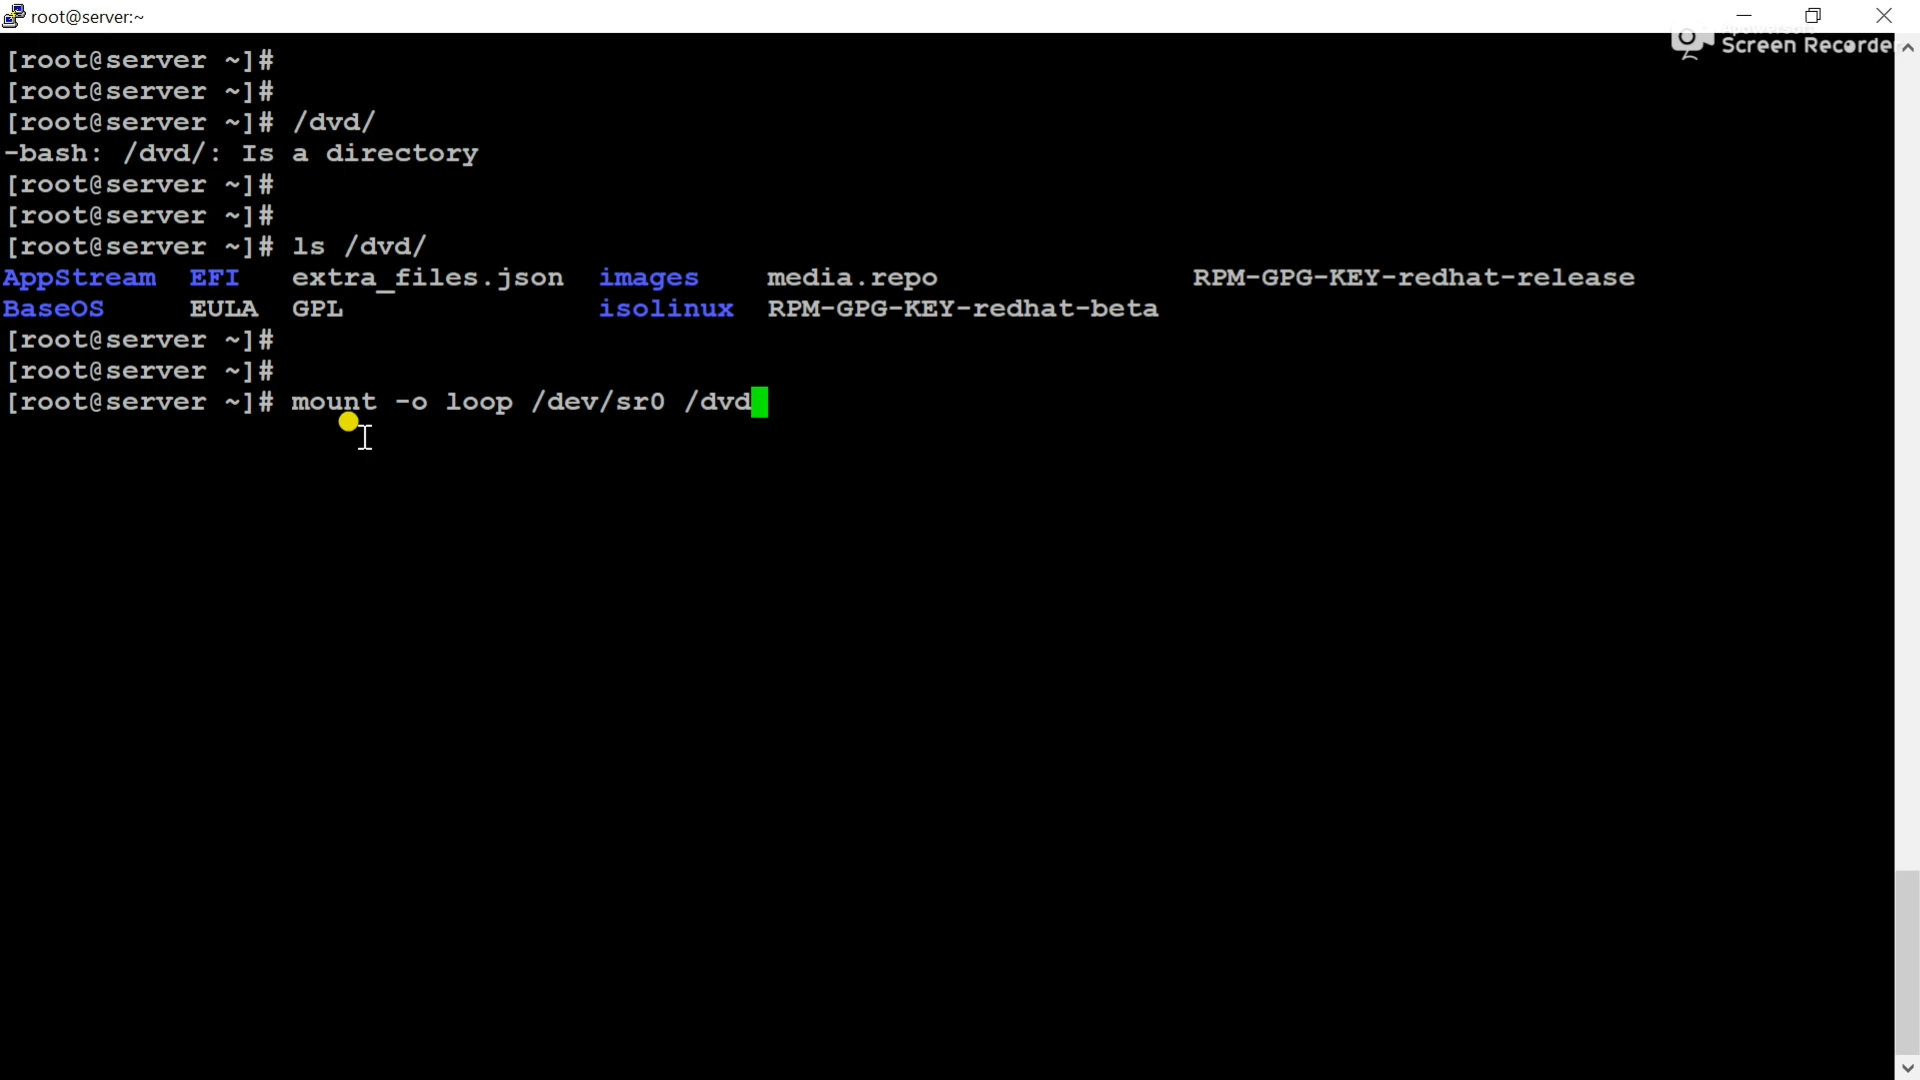 root@server:~
Screen Recorder
[root@server ~]#
[root@server ~]#
[root@server ~]# /dvd/
-bash: /dvd/: Is a directory
[root@server ~]#
[root@server ~]#
[root@server ~]# ls /dvd/
AppStream EFI extra_files.json images media.repo RPM-GPG-KEY-redhat-release
BaseOS EULA GPL isolinux RPM-GPG-KEY-redhat-beta
[root@server ~]#
[root@server ~]#
[root@server ~]# mount -o loop /dev/sr0 /dvd